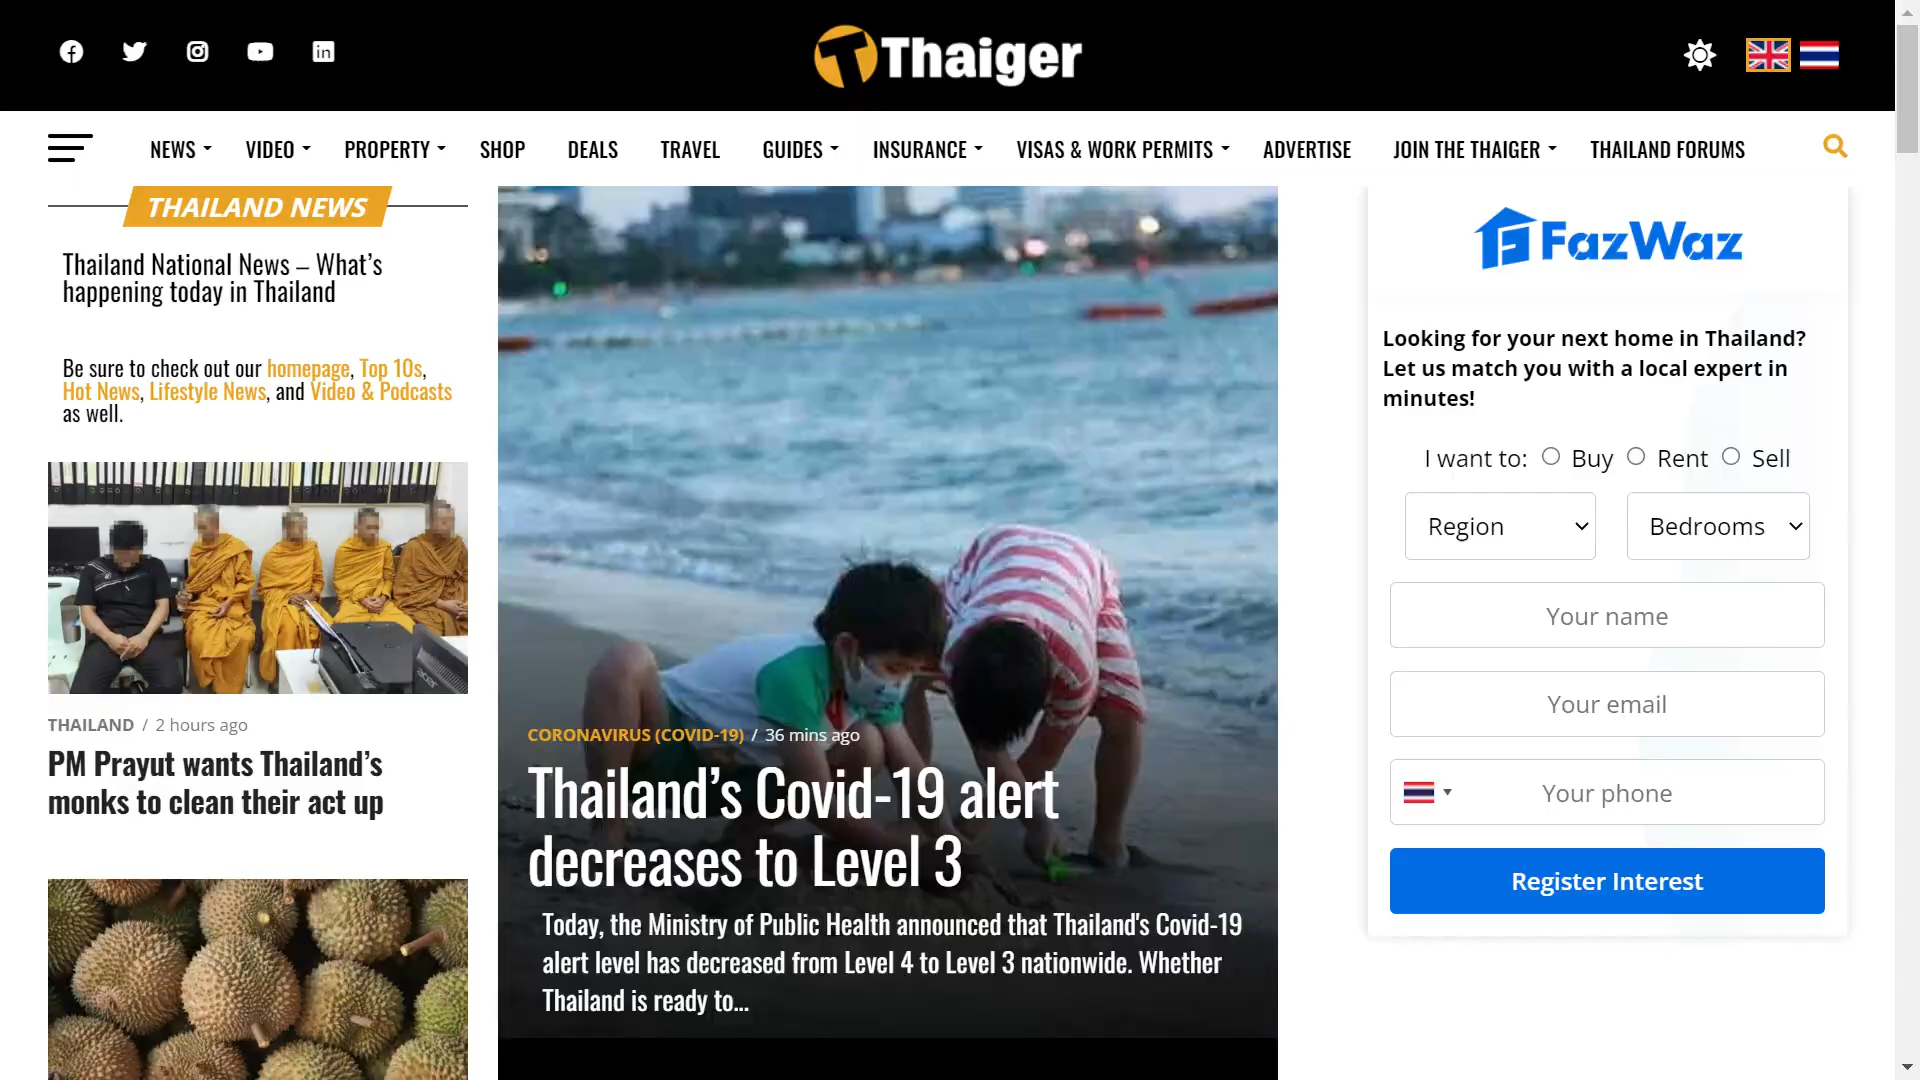 Thaiger
NEWS
VIDEO
PROPERTY
SHOP
DEALS
TRAVEL
GUIDES
INSURANCE
VISAS & WORK PERMITS
ADVERTISE
JOIN THE THAIGER
THAILAND FORUMS
THAILAND NEWS
Thailand National News – What’s
happening today in Thailand
Be sure to check out our homepage, Top 10s,
Hot News, Lifestyle News, and Video & Podcasts
as well.
THAILAND / 2 hours ago
PM Prayut wants Thailand’s
monks to clean their act up
CORONAVIRUS (COVID-19) / 36 mins ago
Thailand’s Covid-19 alert
decreases to Level 3
Today, the Ministry of Public Health announced that Thailand's Covid-19
alert level has decreased from Level 4 to Level 3 nationwide. Whether
Thailand is ready to...
FazWaz
Looking for your next home in Thailand?
Let us match you with a local expert in
minutes!
I want to: Buy Rent Sell
Region
Bedrooms
Your name
Your email
Your phone
Register Interest